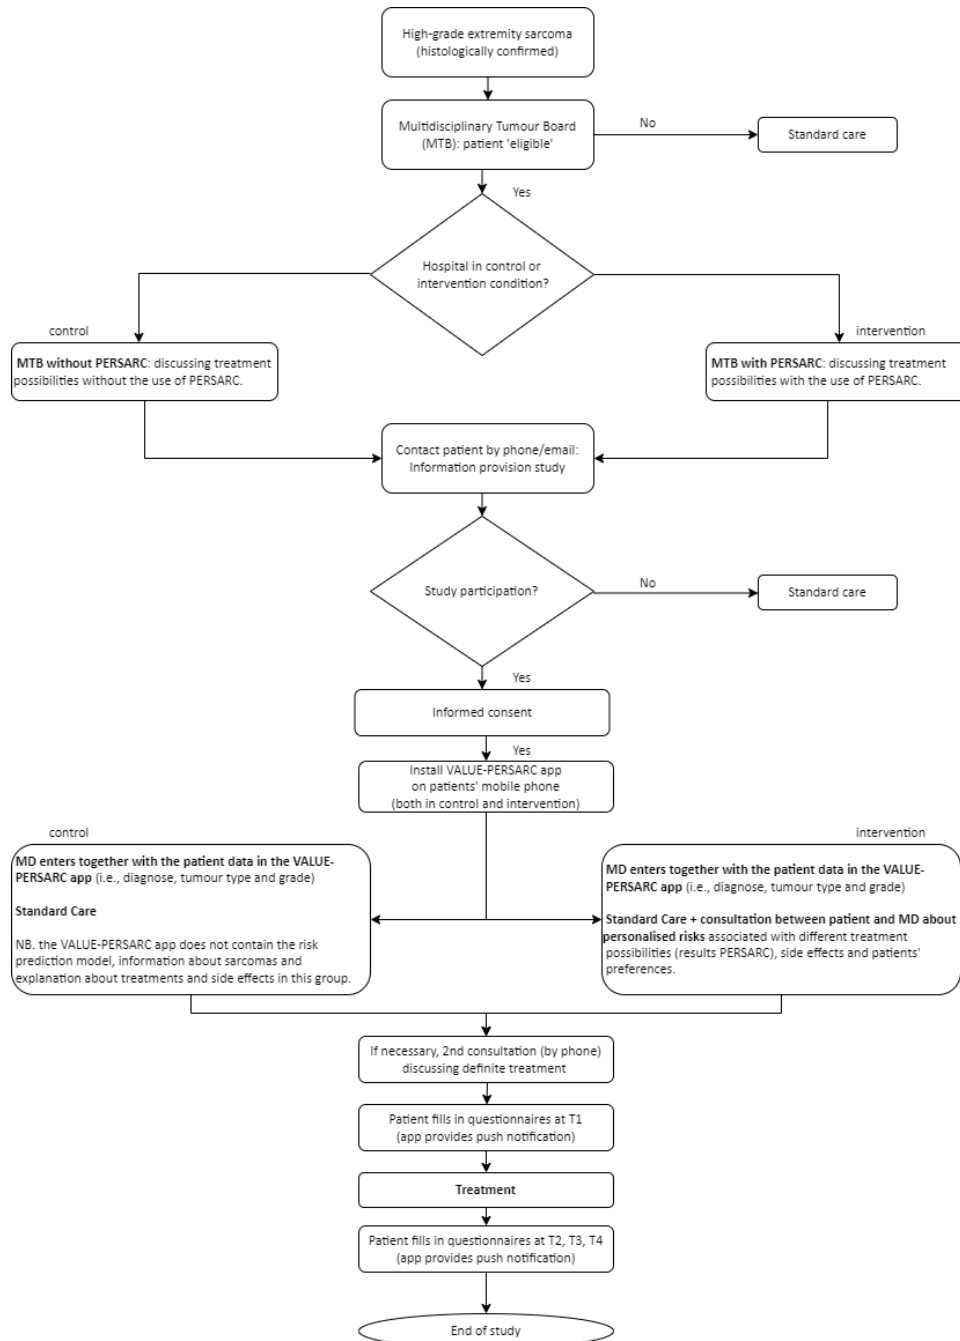 High-grade extremity sarcoma
(histologically confirmed)
Multidisciplinary Tumour Board
(MTB): patient 'eligible'
No
Standard care
Yes
Hospital in control or
intervention condition?
control
MTB without PERSARC: discussing treatment
possibilities without the use of PERSARC.
intervention
MTB with PERSARC: discussing treatment
possibilities with the use of PERSARC.
Contact patient by phone/email:
Information provision study
Study participation?
No
Standard care
Yes
Informed consent
Yes
Install VALUE-PERSARC app
on patients' mobile phone
(both in control and intervention)
control
MD enters together with the patient data in the VALUE-
PERSARC app (i.e., diagnose, tumour type and grade)
Standard Care
NB. the VALUE-PERSARC app does not contain the risk
prediction model, information about sarcomas and
explanation about treatments and side effects in this group.
intervention
MD enters together with the patient data in the VALUE-
PERSARC app (i.e., diagnose, tumour type and grade)
Standard Care + consultation between patient and MD about
personalised risks associated with different treatment
possibilities (results PERSARC), side effects and patients'
preferences.
If necessary, 2nd consultation (by phone)
discussing definite treatment
Patient fills in questionnaires at T1
(app provides push notification)
Treatment
Patient fills in questionnaires at T2, T3, T4
(app provides push notification)
End of study